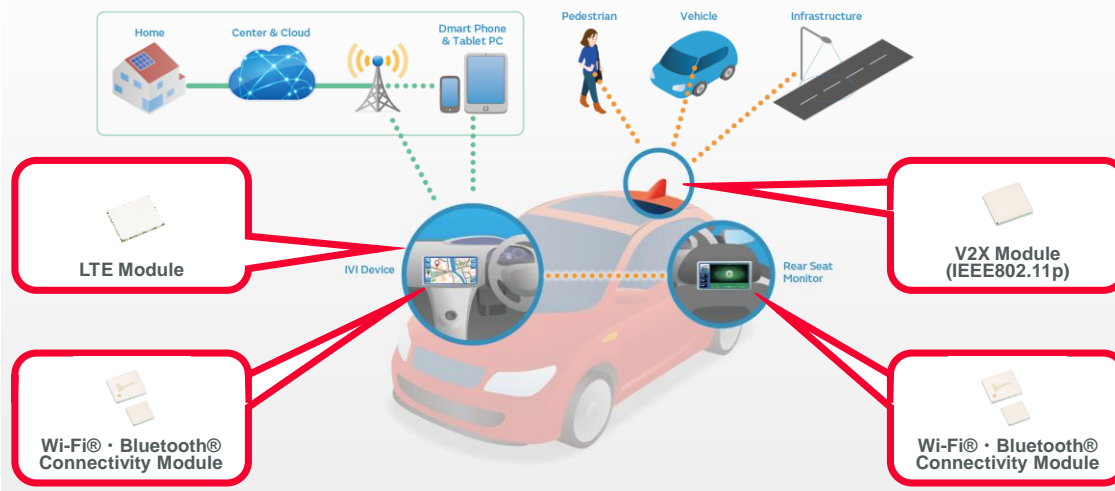 Home
Center & Cloud
Dmart Phone
& Tablet PC
Pedestrian
Vehicle
Infrastructure
LTE Module
IVI Device
Rear Seat
Monitor
V2X Module
(IEEE802.11p)
Wi-Fi®・Bluetooth®
Connectivity Module
Wi-Fi®・Bluetooth®
Connectivity Module